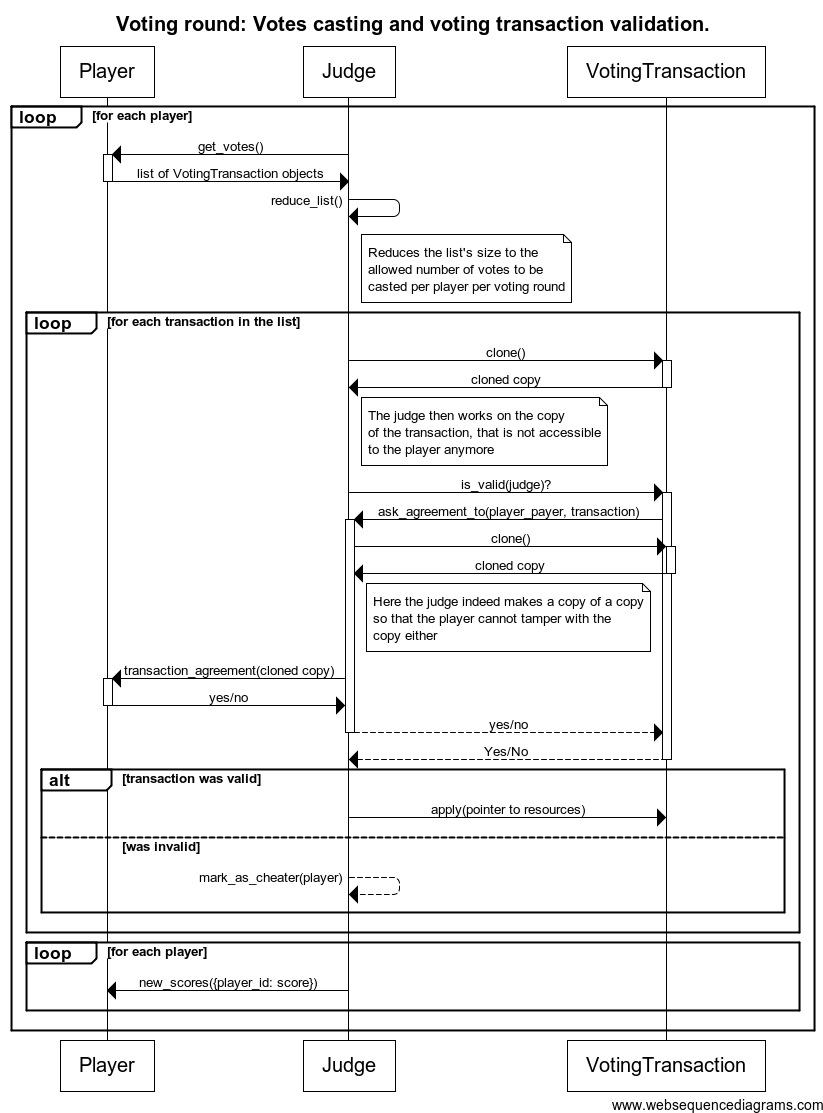 Voting round: Votes casting and voting transaction validation.
Player
Judge
VotingTransaction
loop
[for each player]
get_votes()
list of VotingTransaction objects
reduce_list()
Reduces the list's size to the
allowed number of votes to be
casted per player per voting round
loop
[for each transaction in the list]
clone()
cloned copy
The judge then works on the copy
of the transaction, that is not accessible
to the player anymore
is_valid(judge)?
ask_agreement_to(player_payer, transaction)
clone()
cloned copy
Here the judge indeed makes a copy of a copy
so that the player cannot tamper with the
copy either
transaction_agreement(cloned copy)
yes/no
yes/no
Yes/No
alt
[transaction was valid]
apply(pointer to resources)
[was invalid]
mark_as_cheater(player)
loop
[for each player]
new_scores({player_id: score})
Player
Judge
VotingTransaction
www.websequencediagrams.com